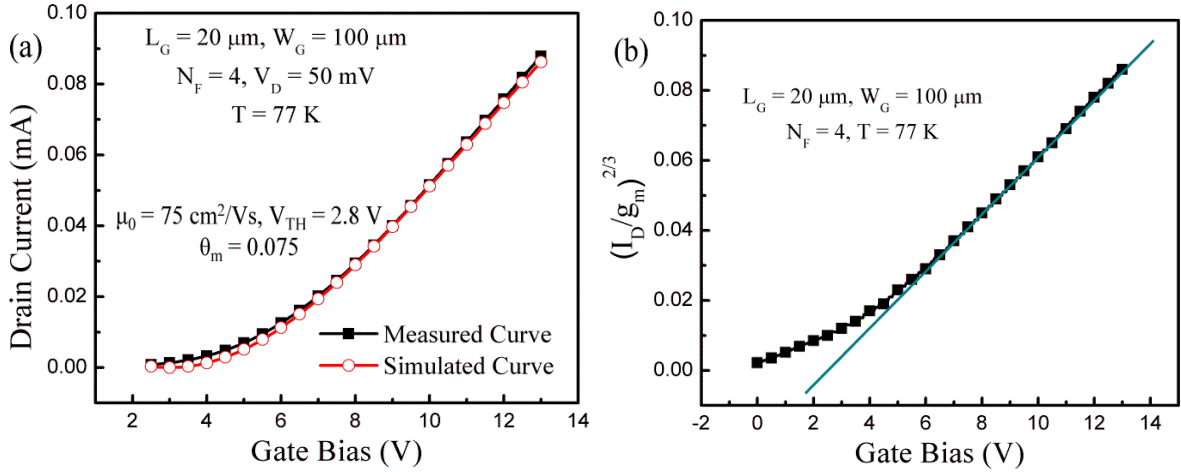 (a)
L_G = 20 μm, W_G = 100 μm
N_F = 4, V_D = 50 mV
T = 77 K
μ_0 = 75 cm^2/Vs, V_TH = 2.8 V
θ_m = 0.075
Measured Curve
Simulated Curve
Drain Current (mA)
0.10
0.08
0.06
0.04
0.02
0.00
2 4 6 8 10 12 14
Gate Bias (V)
(b)
L_G = 20 μm, W_G = 100 μm
N_F = 4, T = 77 K
(I_D/g_m)^2/3
0.10
0.08
0.06
0.04
0.02
0.00
-2 0 2 4 6 8 10 12 14
Gate Bias (V)